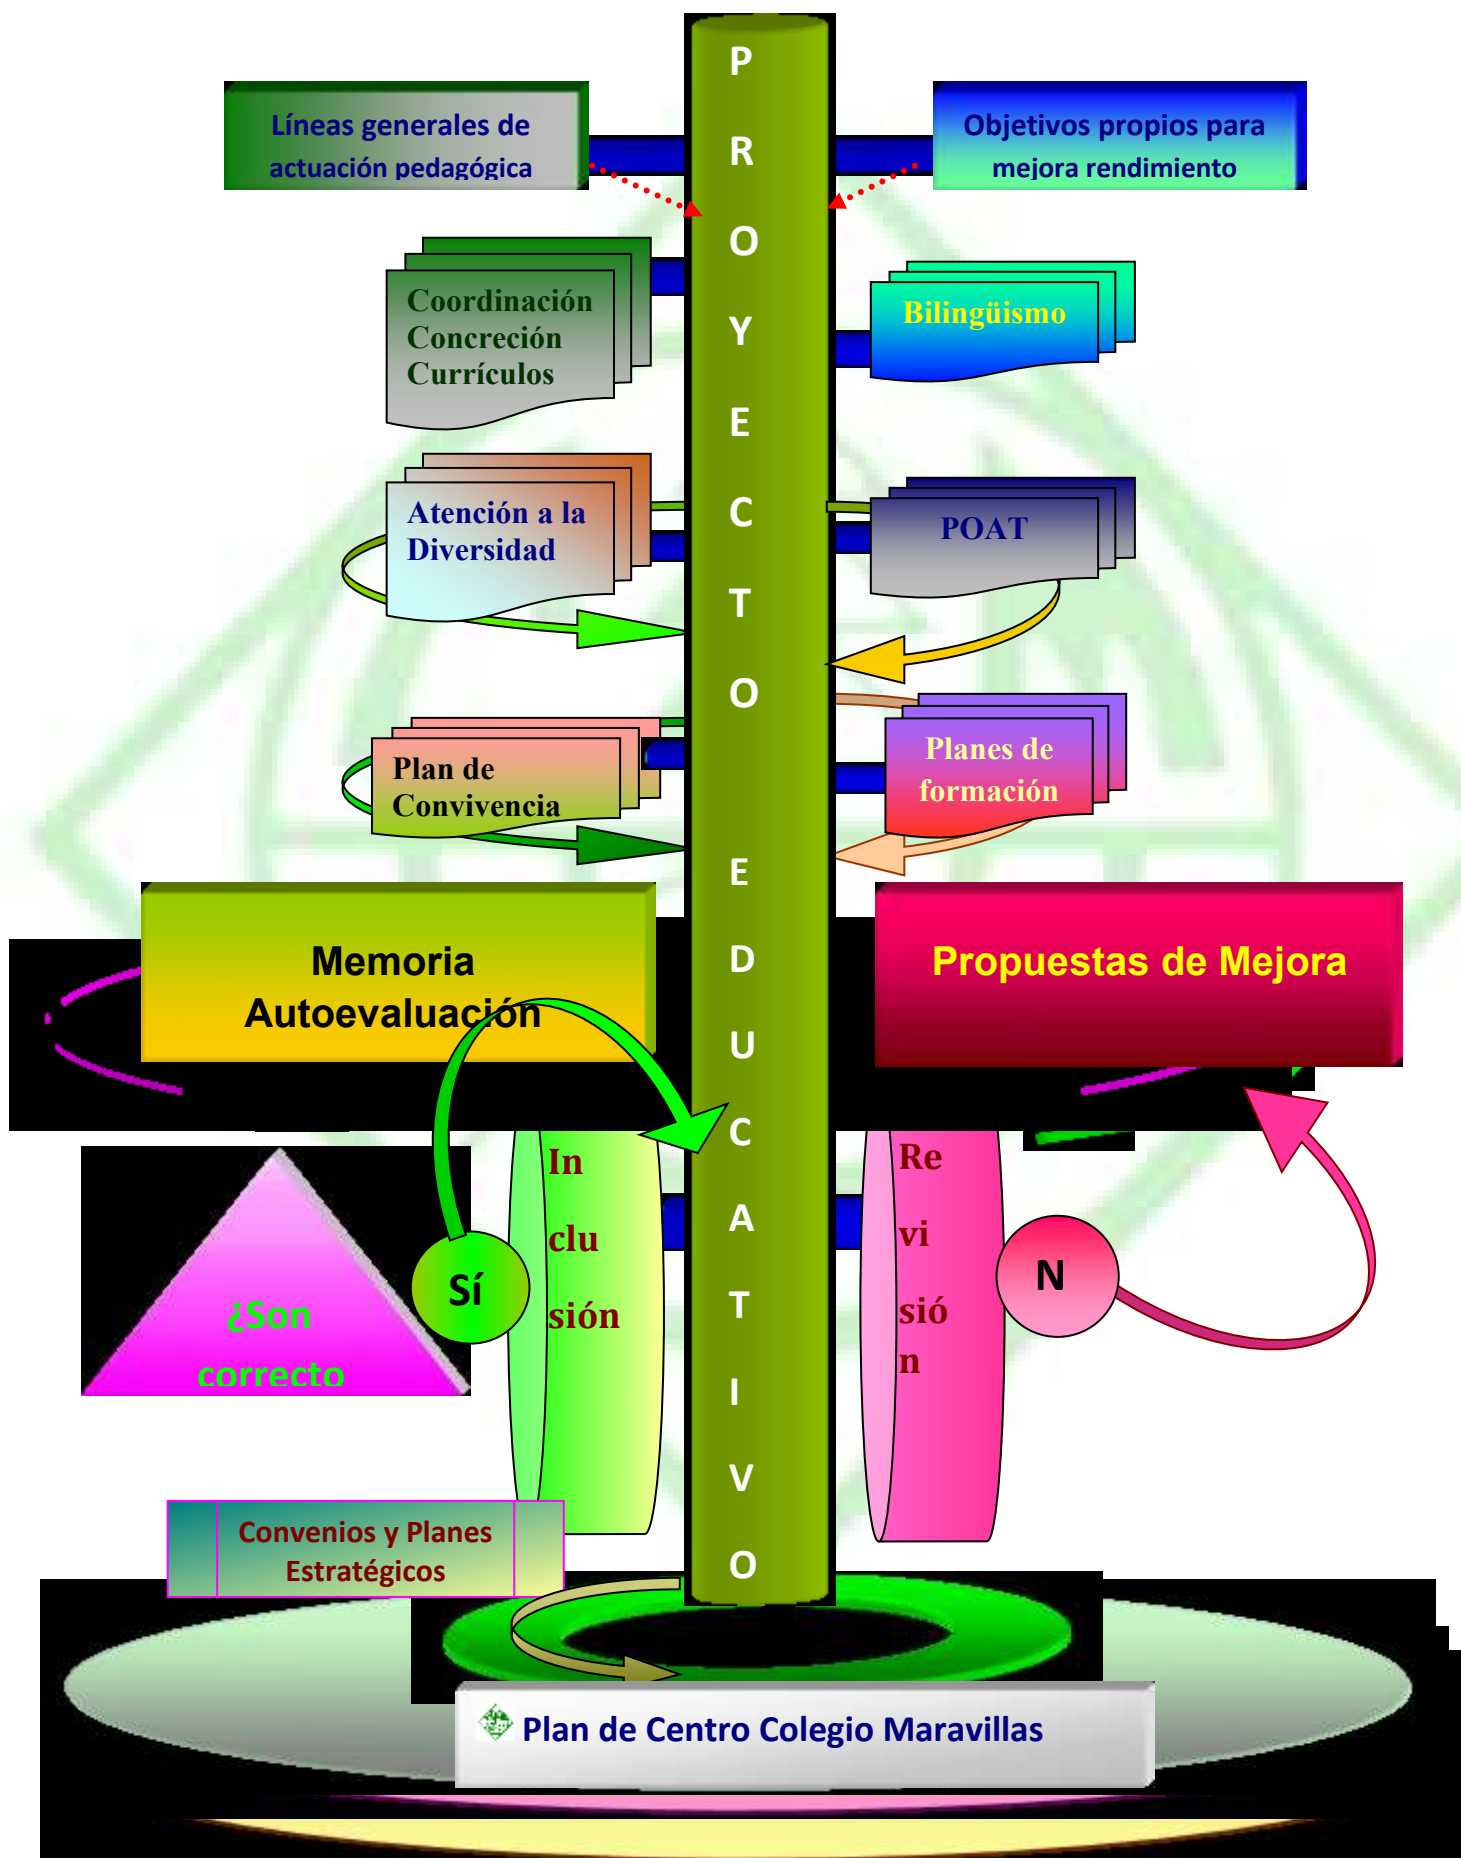 P
R
O
Y
E
C
T
O
E
D
U
C
A
T
I
V
O
Líneas generales de
actuación pedagógica
Objetivos propios para
mejora rendimiento
Coordinación
Concreción
Currículos
Bilingüismo
Atención a la
Diversidad
POAT
Plan de
Convivencia
Planes de
formación
Memoria
Autoevaluación
Propuestas de Mejora
¿Son
correcto
Sí
In
clu
sión
Re
vi
sió
n
N
Convenios y Planes
Estratégicos
Plan de Centro Colegio Maravillas